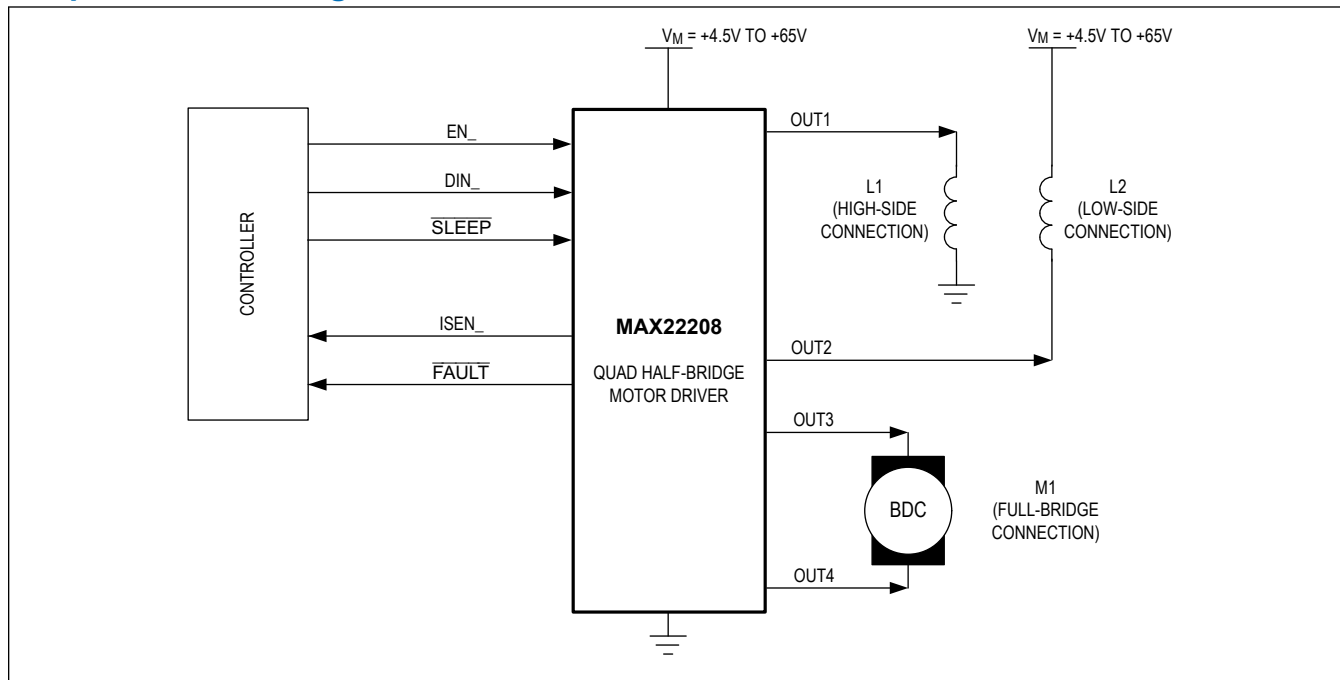 VM = +4.5V TO +65V
VM = +4.5V TO +65V
CONTROLLER
EN_
DIN_
SLEEP
ISEN_
FAULT
MAX22208
QUAD HALF-BRIDGE
MOTOR DRIVER
OUT1
L1
(HIGH-SIDE
CONNECTION)
L2
(LOW-SIDE
CONNECTION)
OUT2
OUT3
BDC
M1
(FULL-BRIDGE
CONNECTION)
OUT4